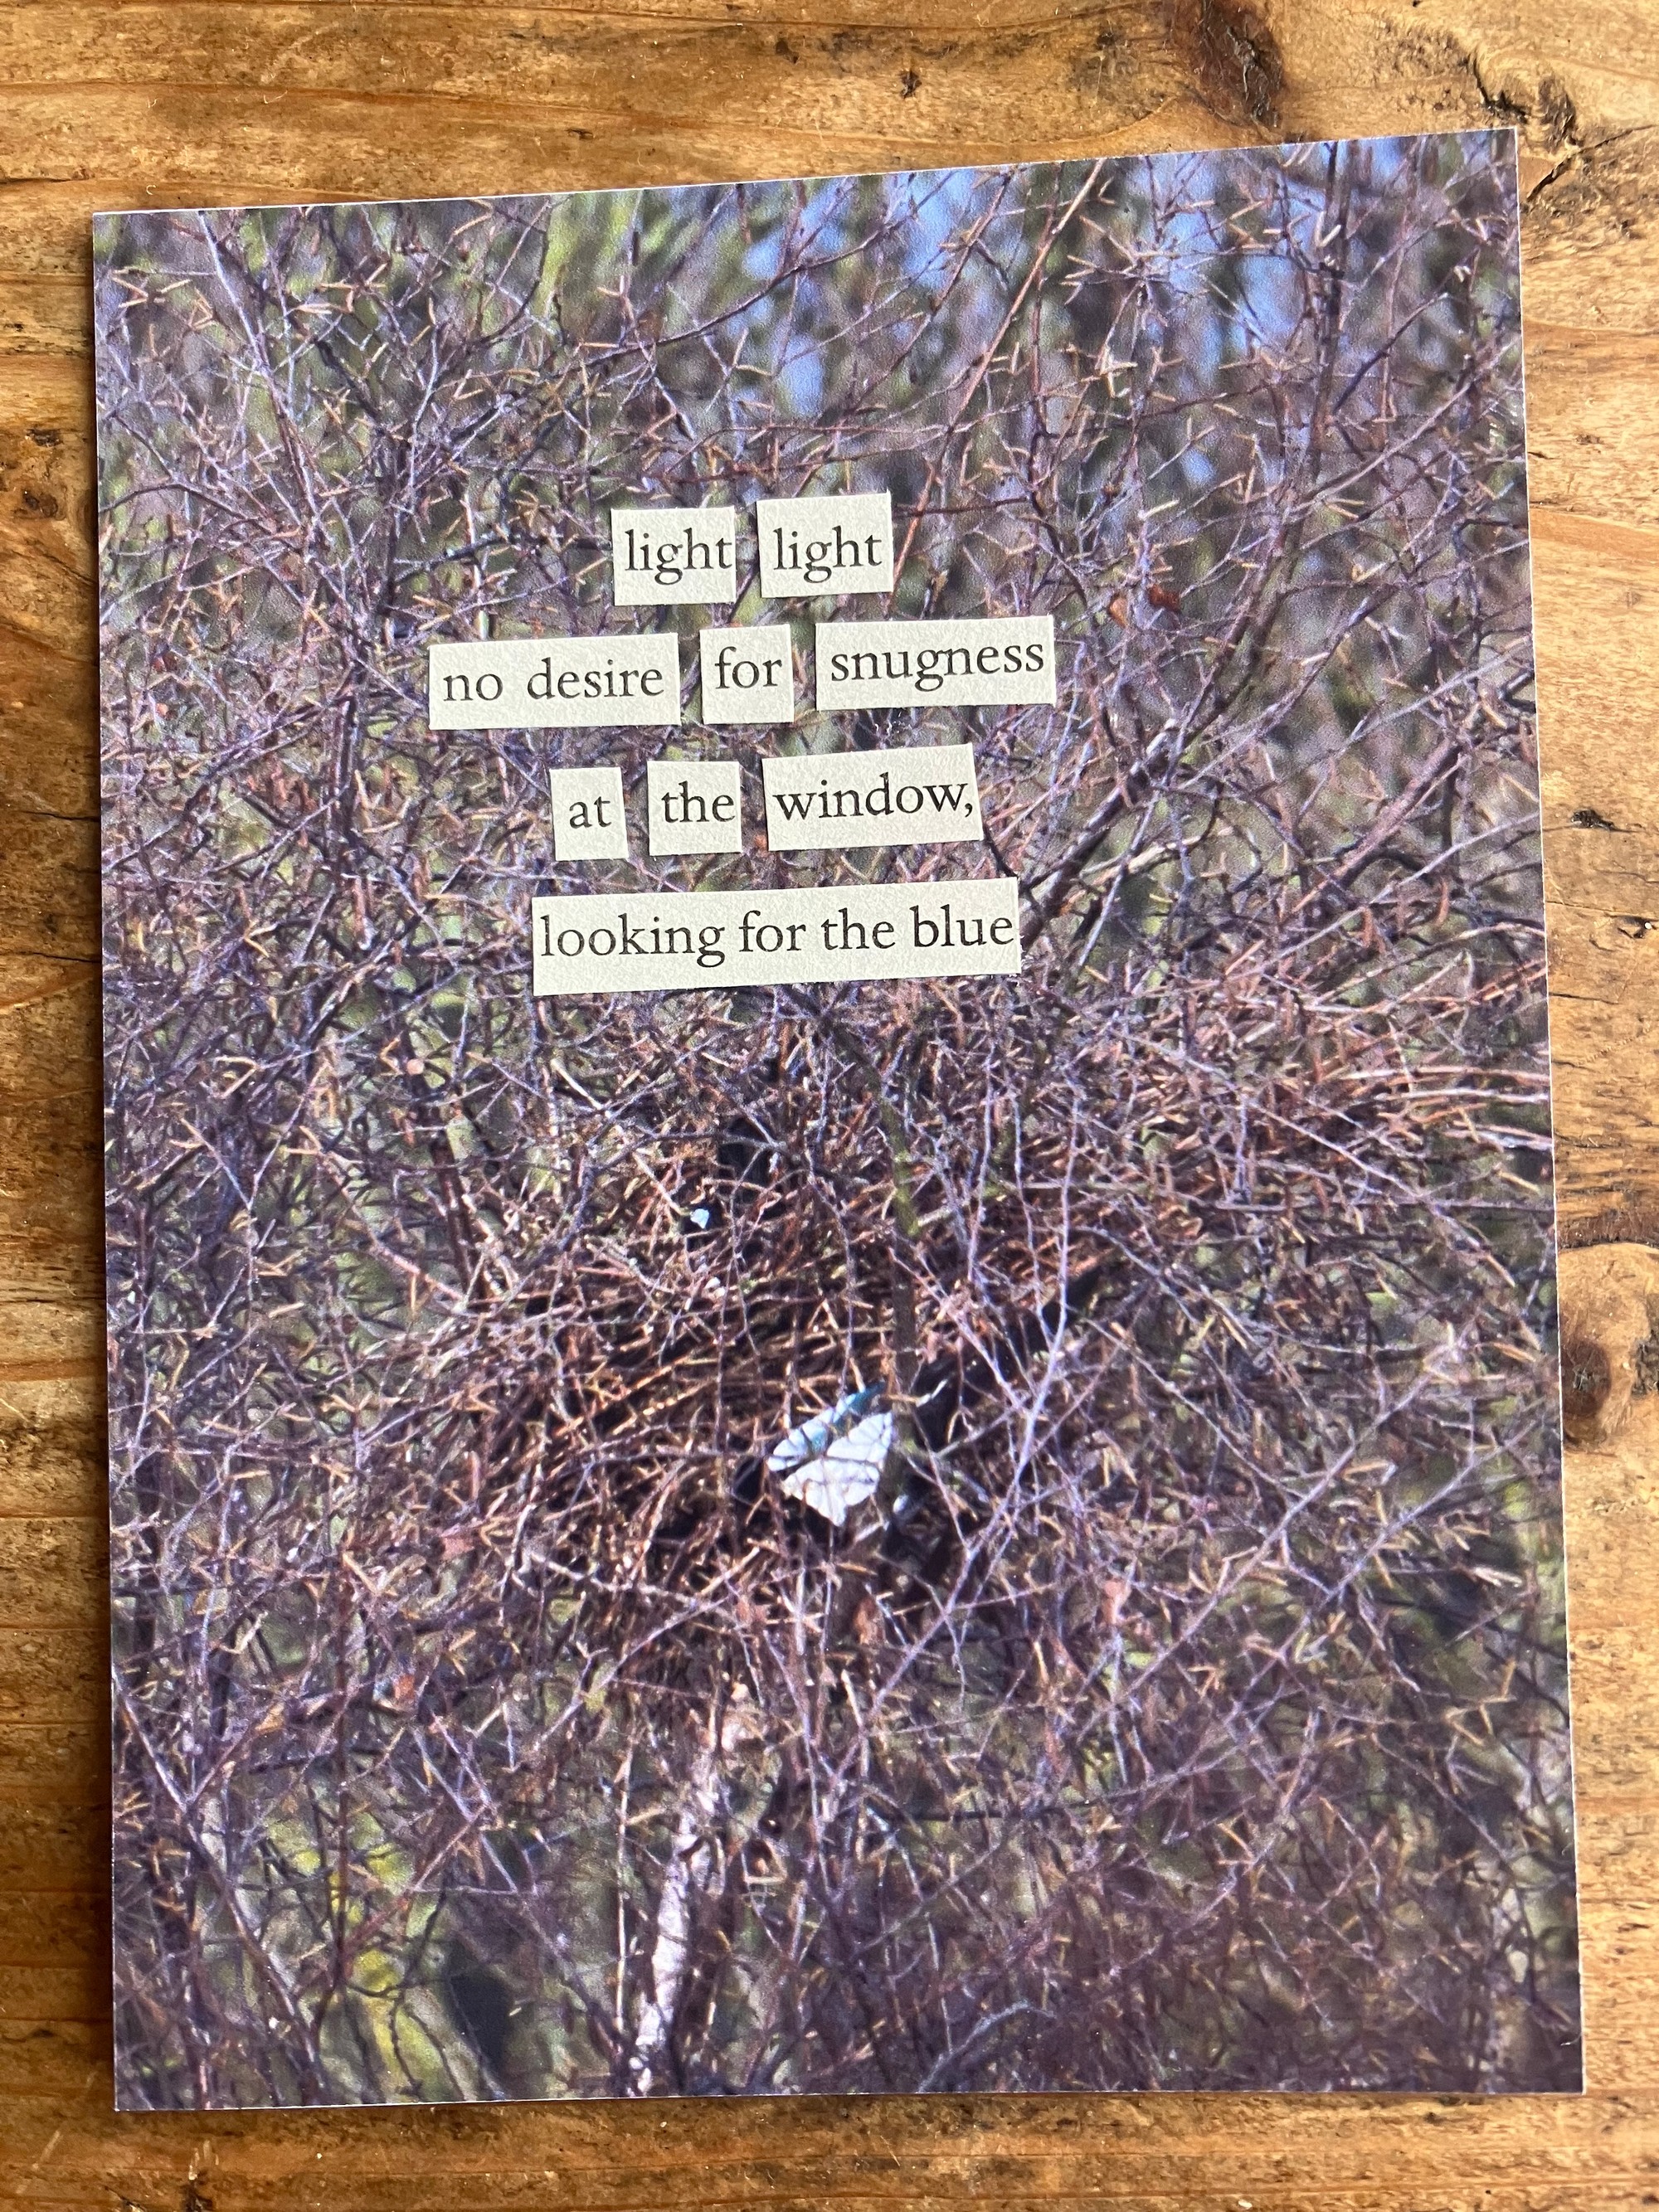 light light
no desire for snugness
at the window,
looking for the blue